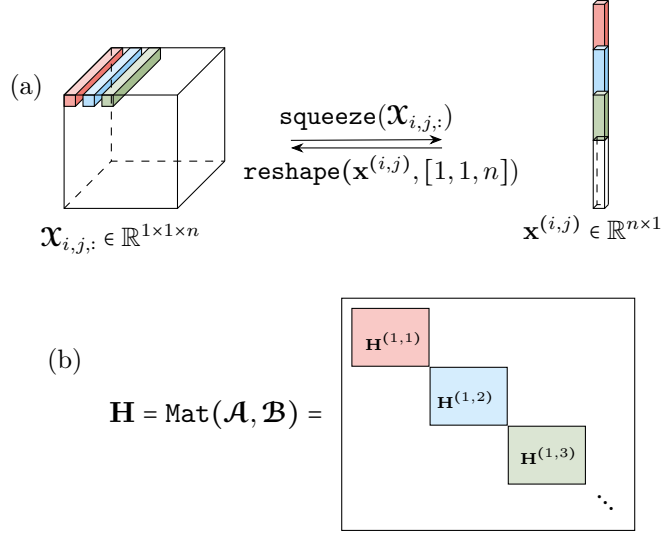 (a)
squeeze(𝓧_{i,j,:})
reshape(𝐱^{(i,j)}, [1, 1, n])
𝓧_{i,j,:} ∈ ℝ^{1×1×n}
𝐱^{(i,j)} ∈ ℝ^{n×1}
(b)
𝐇 = Mat(𝓐, 𝓑) =
𝐇^{(1,1)}
𝐇^{(1,2)}
𝐇^{(1,3)}
⋱